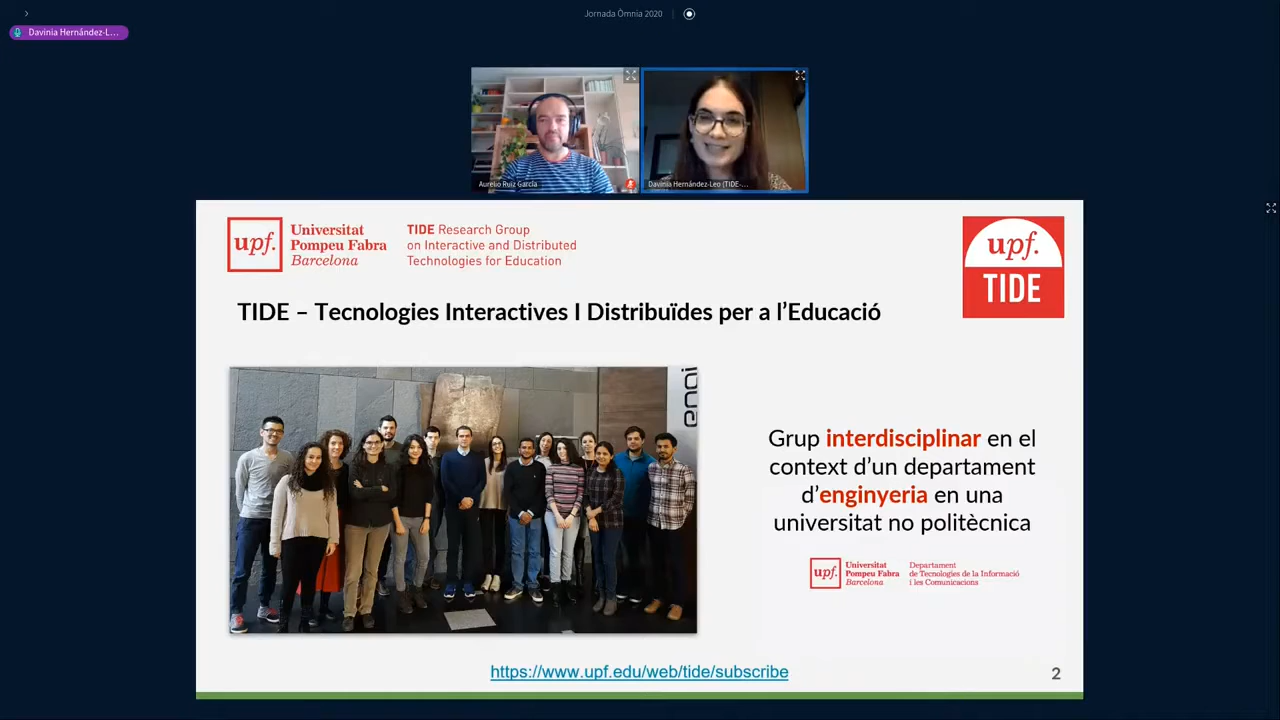 Jornada Òmnia 2020
Davinia Hernández-L...
Aurelio Ruiz García
Davinia Hernández-Leo (TIDE-...
upf.
Universitat
Pompeu Fabra
Barcelona
TIDE Research Group
on Interactive and Distributed
Technologies for Education
upf.
TIDE
TIDE – Tecnologies Interactives I Distribuïdes per a l'Educació
Grup interdisciplinar en el
context d'un departament
d'enginyeria en una
universitat no politècnica
upf.
Universitat
Pompeu Fabra
Barcelona
Departament
de Tecnologies de la Informació
i les Comunicacions
https://www.upf.edu/web/tide/subscribe
2